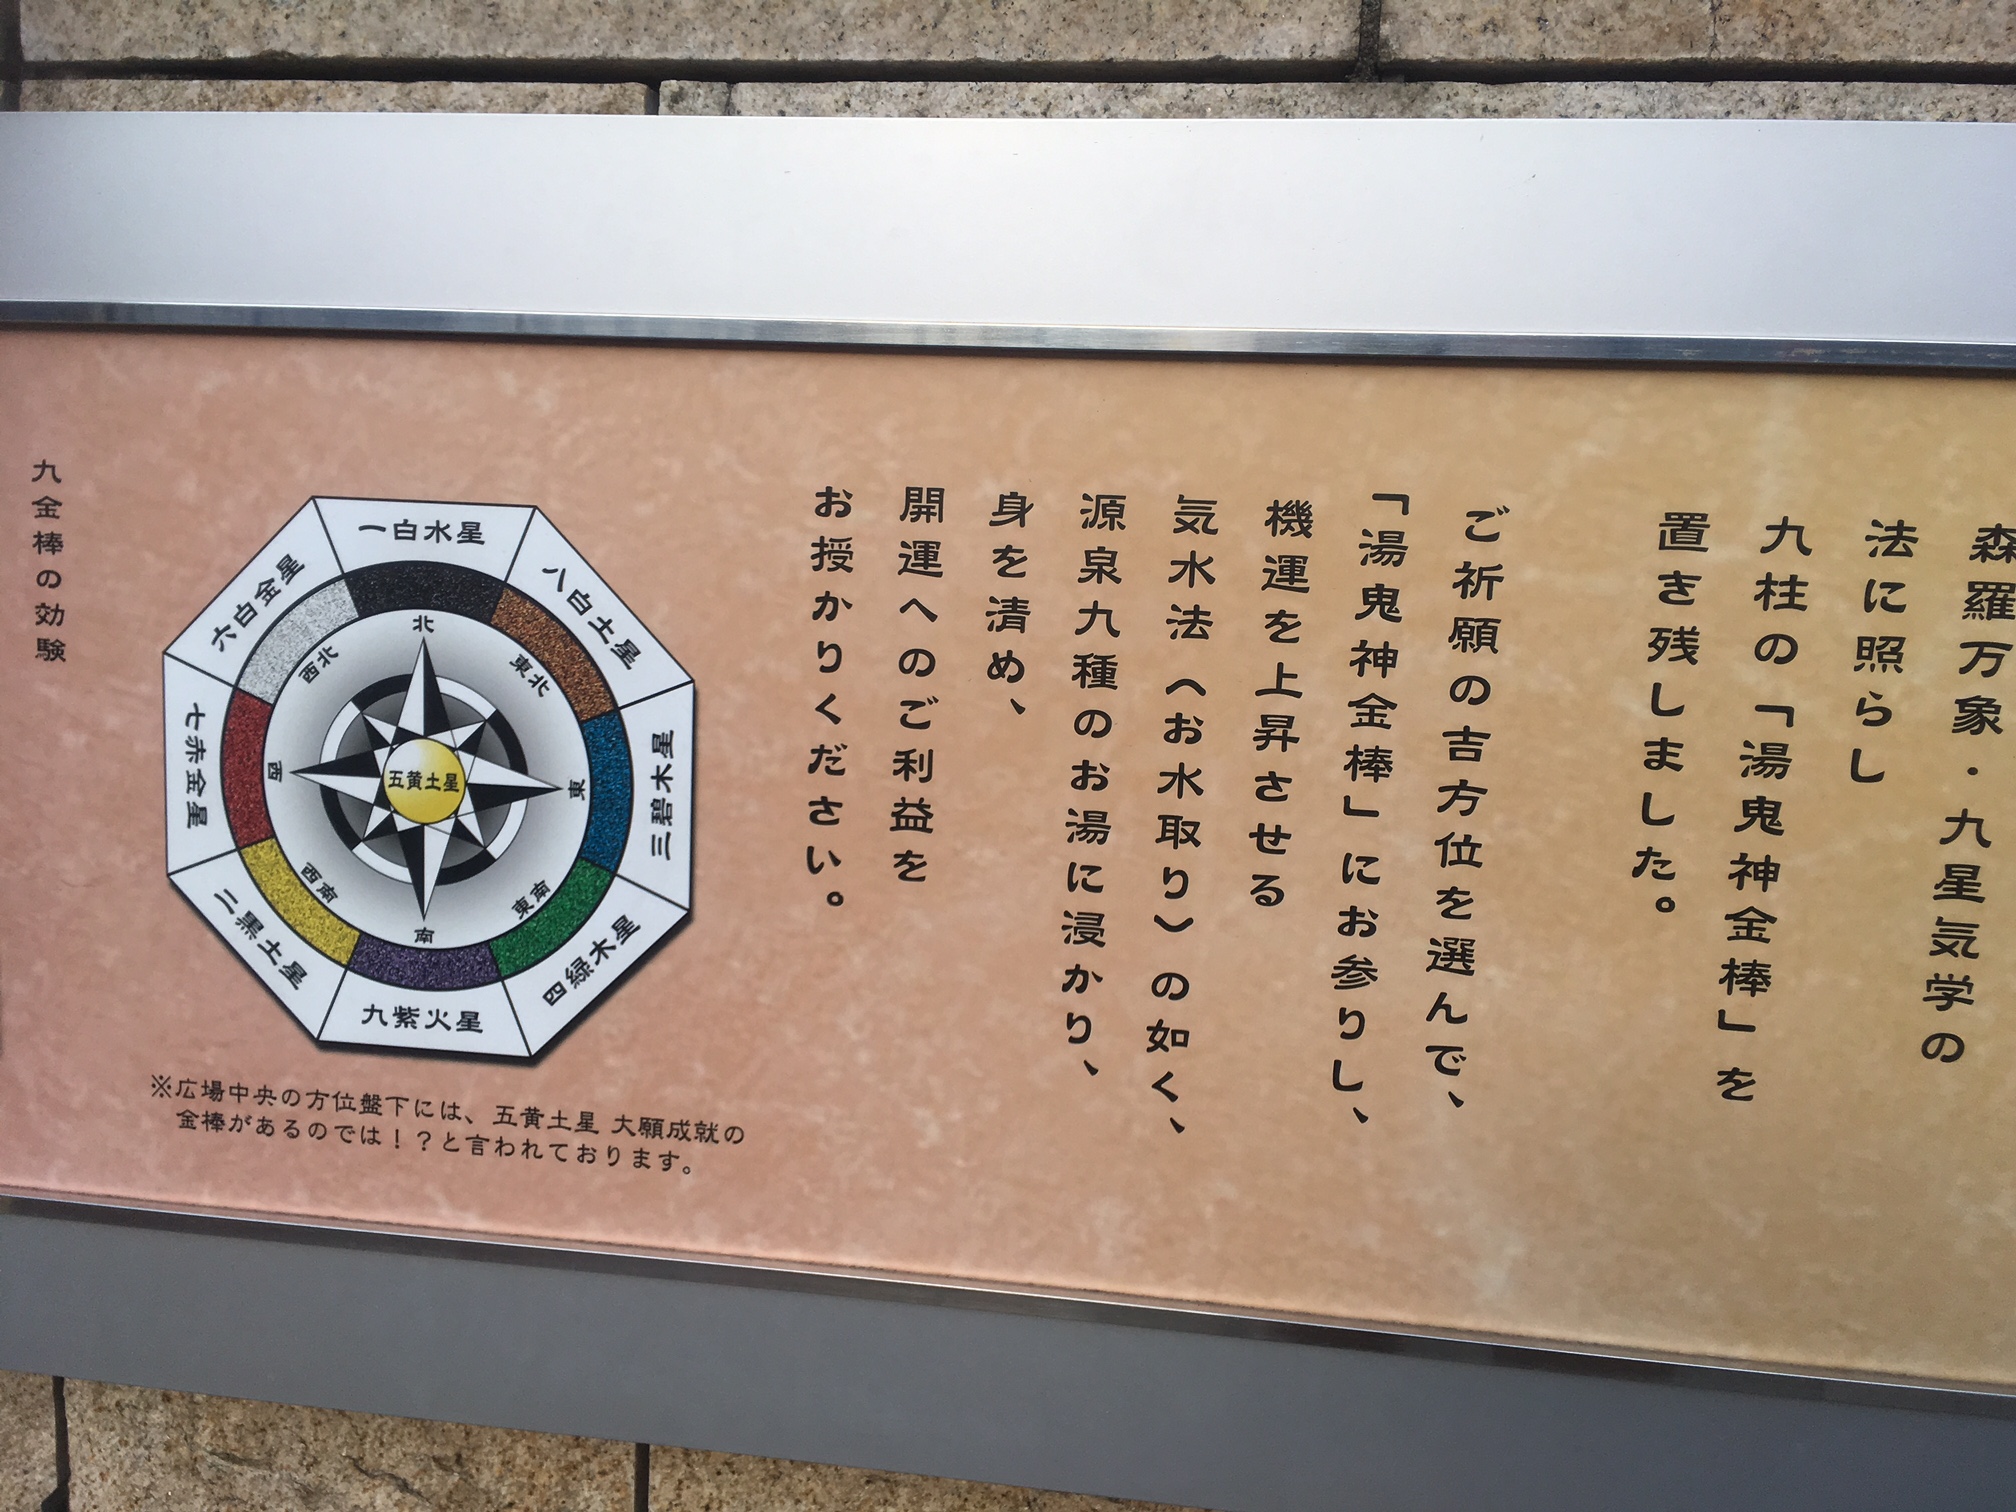 森羅万象・九星気学の
法に照らし
九柱の「湯鬼神金棒」を
置き残しました。
ご祈願の吉方位を選んで、
「湯鬼神金棒」にお参りし、
機運を上昇させる
気水法（お水取り）の如く、
源泉九種のお湯に浸かり、
身を清め、
開運へのご利益を
お授かりください。
一白水星
八白土星
三碧木星
四緑木星
九紫火星
二黒土星
七赤金星
六白金星
北
東北
東
東南
南
西南
西
西北
五黄土星
※広場中央の方位盤下には、五黄土星 大願成就の
金棒があるのでは！？と言われております。
九金棒の効験